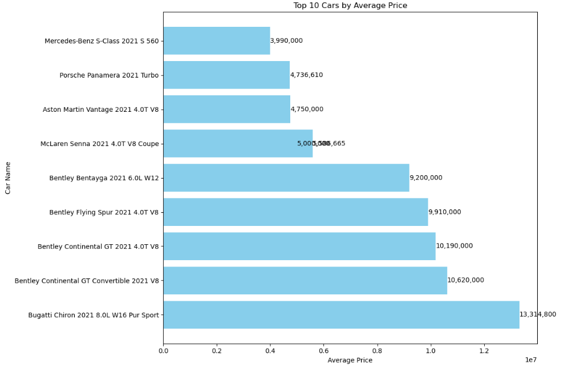 Top 10 Cars by Average Price
Mercedes-Benz S-Class 2021 S 560
3,990,000
Porsche Panamera 2021 Turbo
4,736,610
Aston Martin Vantage 2021 4.0T V8
4,750,000
McLaren Senna 2021 4.0T V8 Coupe
Bentley Bentayga 2021 6.0L W12
9,200,000
Bentley Flying Spur 2021 4.0T V8
9,910,000
Bentley Continental GT 2021 4.0T V8
10,190,000
Bentley Continental GT Convertible 2021 V8
10,620,000
Bugatti Chiron 2021 8.0L W16 Pur Sport
13,314,800
Car Name
0.0 0.2 0.4 0.6 0.8 1.0 1.2
1e7
Average Price